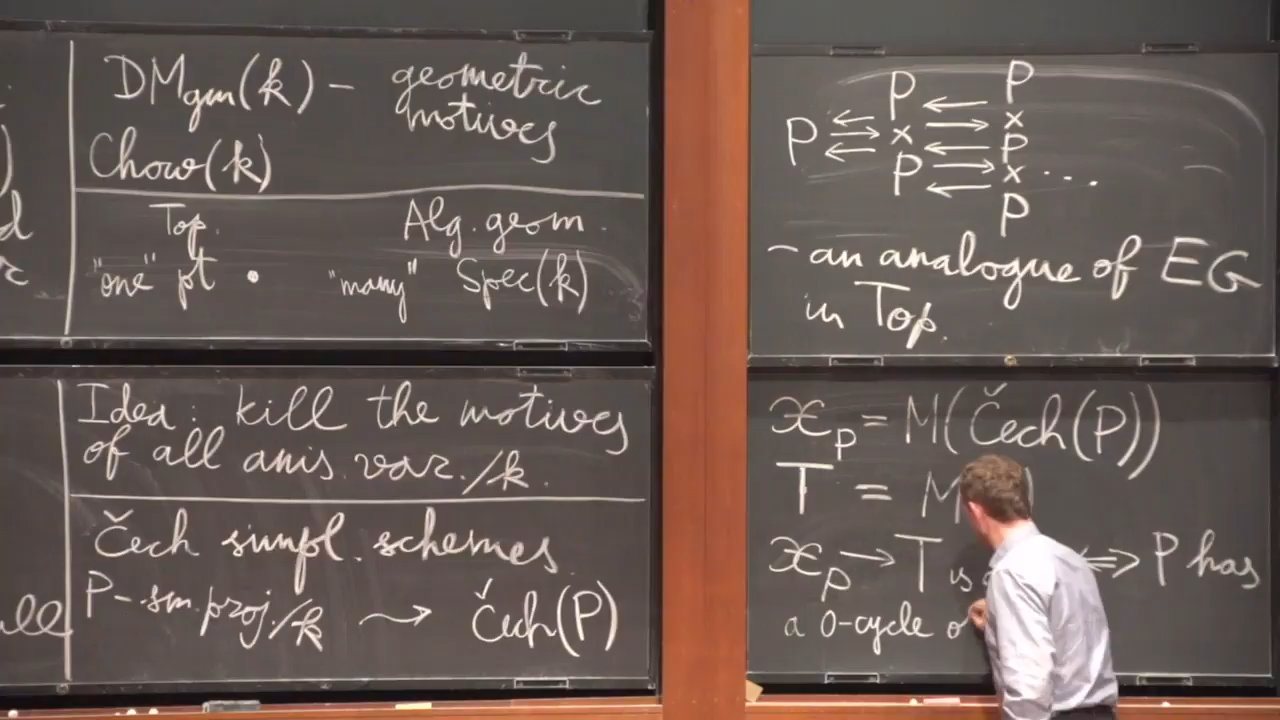 DMgm(k) – geometric
motives
Chow(k)
Top. Alg. geom.
"one" pt • "many" Spec(k)
Idea: kill the motives
of all anis. var. /k.
Čech simpl. schemes
P – sm. proj. /k ⇝ Čech(P)
P ⇇ P × P ⇇ P × P × P ...
– an analogue of EG
in Top.
𝒳_P = M(Čech(P))
T = M
𝒳_P → T is ⇔ P has
a 0-cycle o